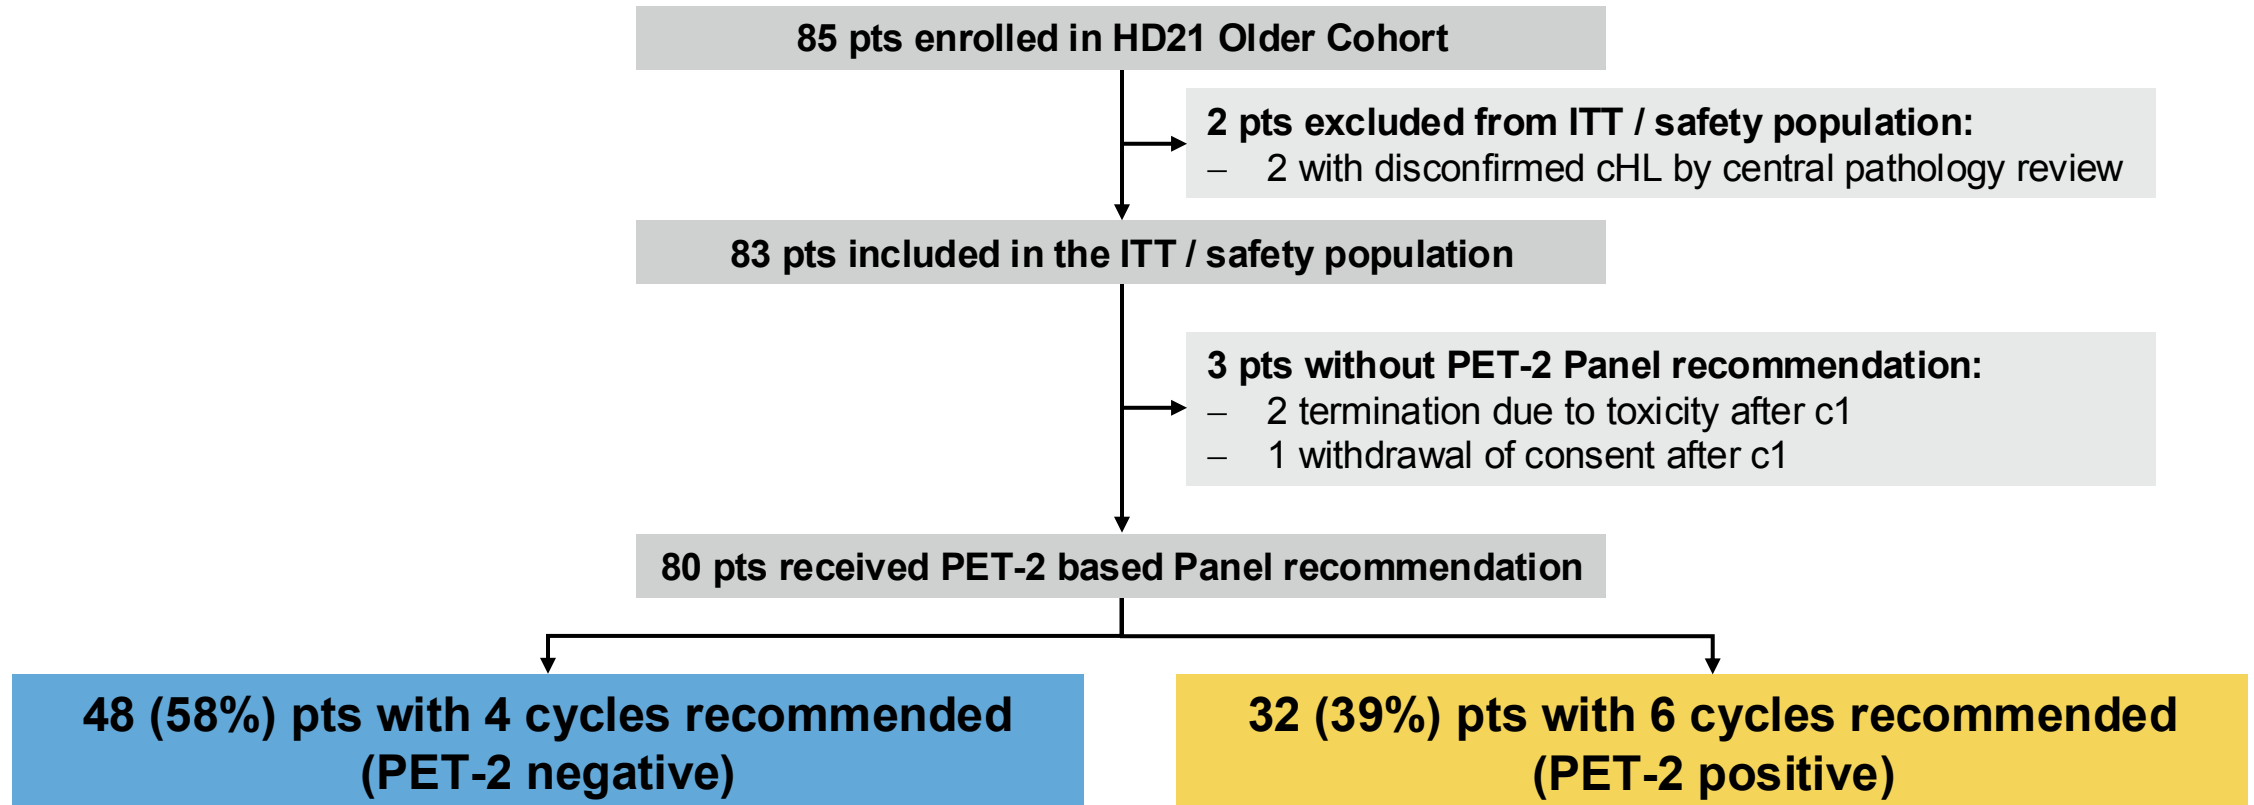 85 pts enrolled in HD21 Older Cohort
2 pts excluded from ITT / safety population:
– 2 with disconfirmed cHL by central pathology review
83 pts included in the ITT / safety population
3 pts without PET-2 Panel recommendation:
– 2 termination due to toxicity after c1
– 1 withdrawal of consent after c1
80 pts received PET-2 based Panel recommendation
48 (58%) pts with 4 cycles recommended
(PET-2 negative)
32 (39%) pts with 6 cycles recommended
(PET-2 positive)